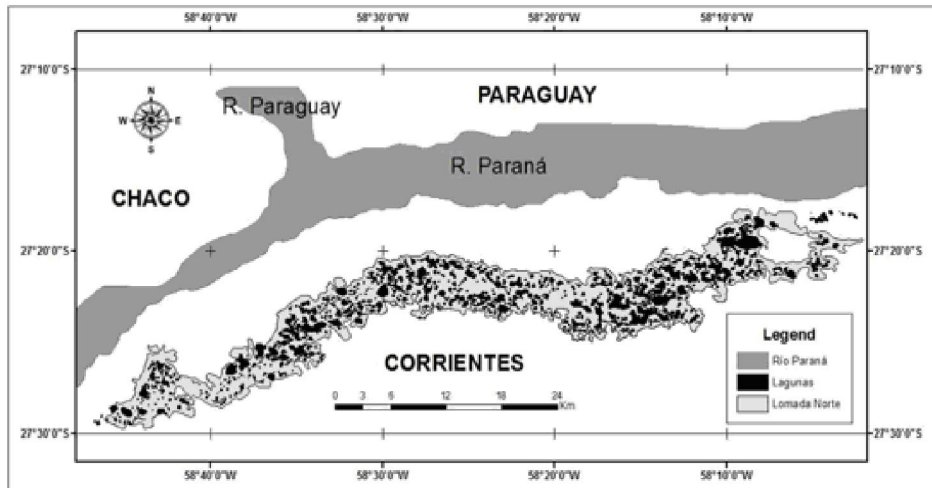 58°40'0"W 58°30'0"W 58°20'0"W 58°10'0"W
27°10'0"S 27°10'0"S
N
W E
S
R. Paraguay
PARAGUAY
R. Paraná
CHACO
27°20'0"S 27°20'0"S
CORRIENTES
0 3 6 12 18 24
Km
Legend
Río Paraná
Lagunas
Lomada Norte
27°30'0"S 27°30'0"S
58°40'0"W 58°30'0"W 58°20'0"W 58°10'0"W